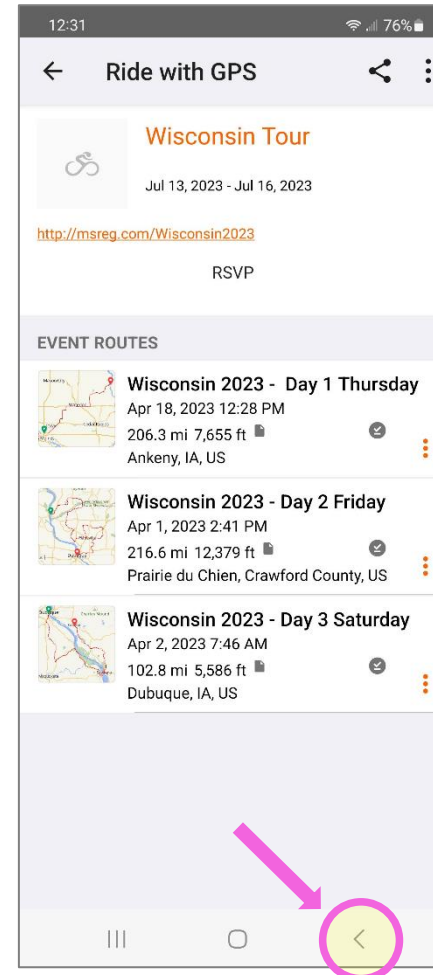 12:31
76%
Ride with GPS
Wisconsin Tour
Jul 13, 2023 - Jul 16, 2023
http://msreg.com/Wisconsin2023
RSVP
EVENT ROUTES
Wisconsin 2023 - Day 1 Thursday
Apr 18, 2023 12:28 PM
206.3 mi 7,655 ft
Ankeny, IA, US
Wisconsin 2023 - Day 2 Friday
Apr 1, 2023 2:41 PM
216.6 mi 12,379 ft
Prairie du Chien, Crawford County, US
Wisconsin 2023 - Day 3 Saturday
Apr 2, 2023 7:46 AM
102.8 mi 5,586 ft
Dubuque, IA, US